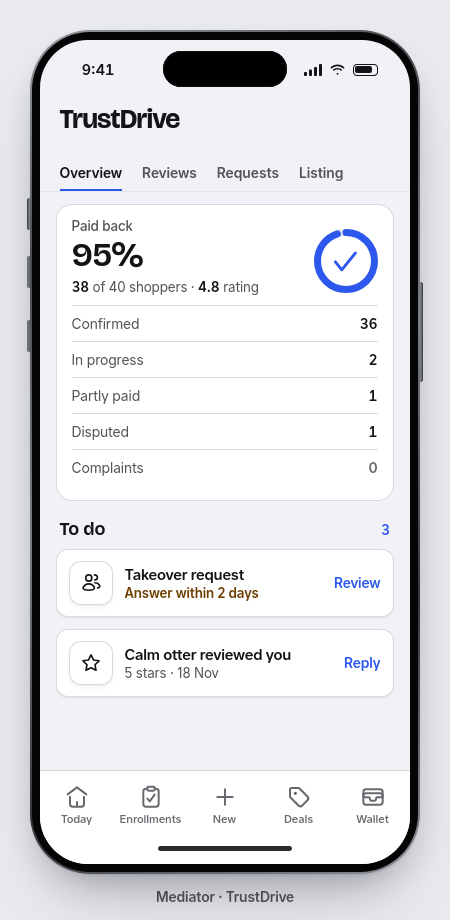 9:41
TrustDrive
Overview Reviews Requests Listing
Paid back
95%
38 of 40 shoppers · 4.8 rating
Confirmed 36
In progress 2
Partly paid 1
Disputed 1
Complaints 0
To do 3
Takeover request
Answer within 2 days
Review
Calm otter reviewed you
5 stars · 18 Nov
Reply
Today Enrollments New Deals Wallet
Mediator · TrustDrive